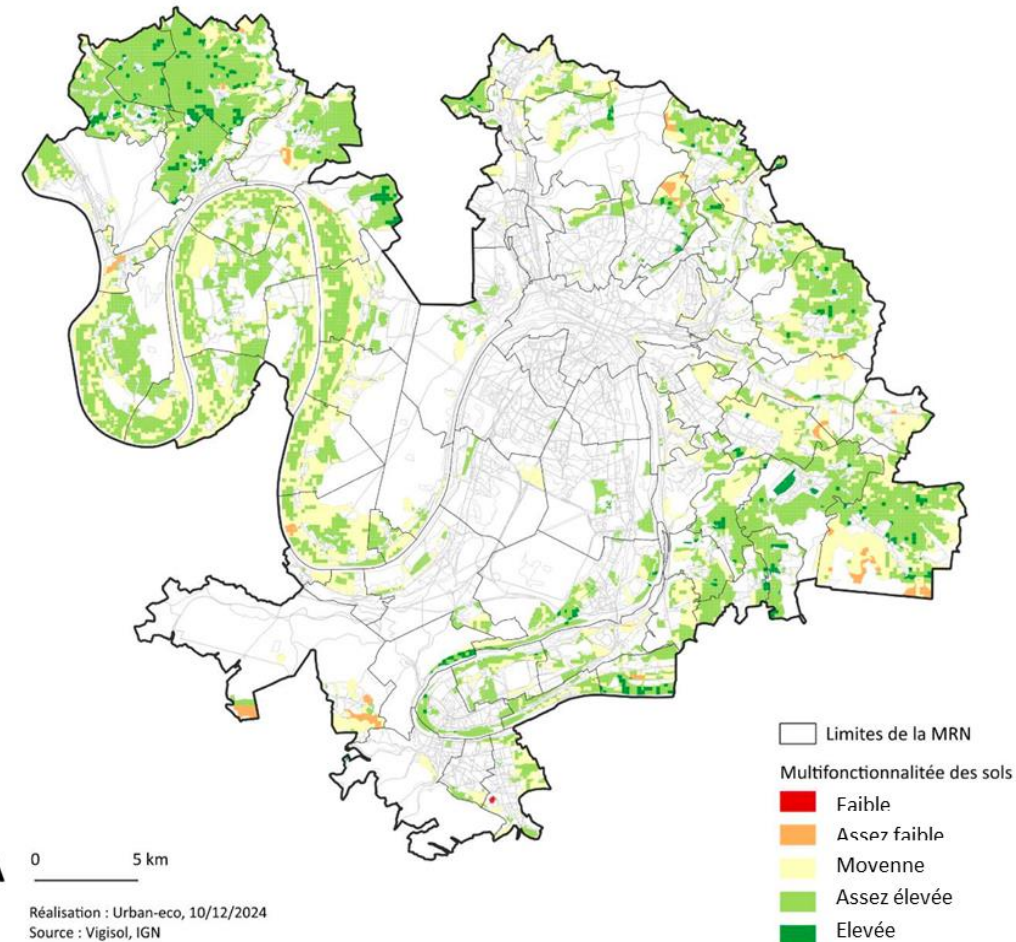 Limites de la MRN
Multifonctionnalitée des sols
Faible
Assez faible
Movenne
Assez élevée
Elevée
0 5 km
Réalisation : Urban-eco, 10/12/2024
Source : Vigisol, IGN